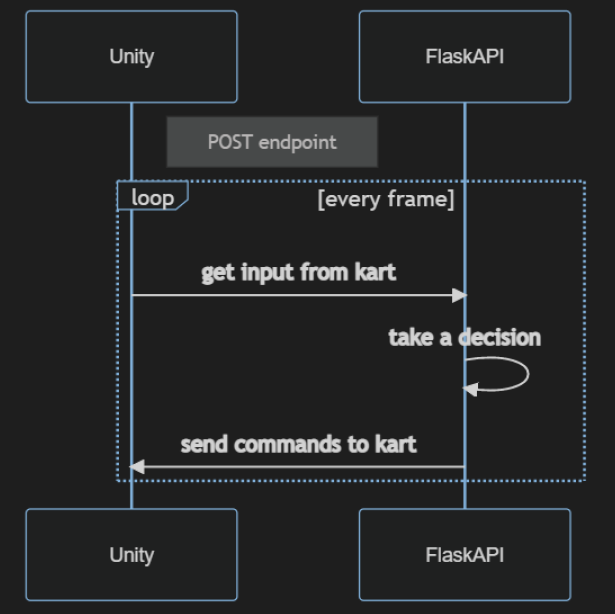 Unity
FlaskAPI
POST endpoint
loop
[every frame]
get input from kart
take a decision
send commands to kart
Unity
FlaskAPI